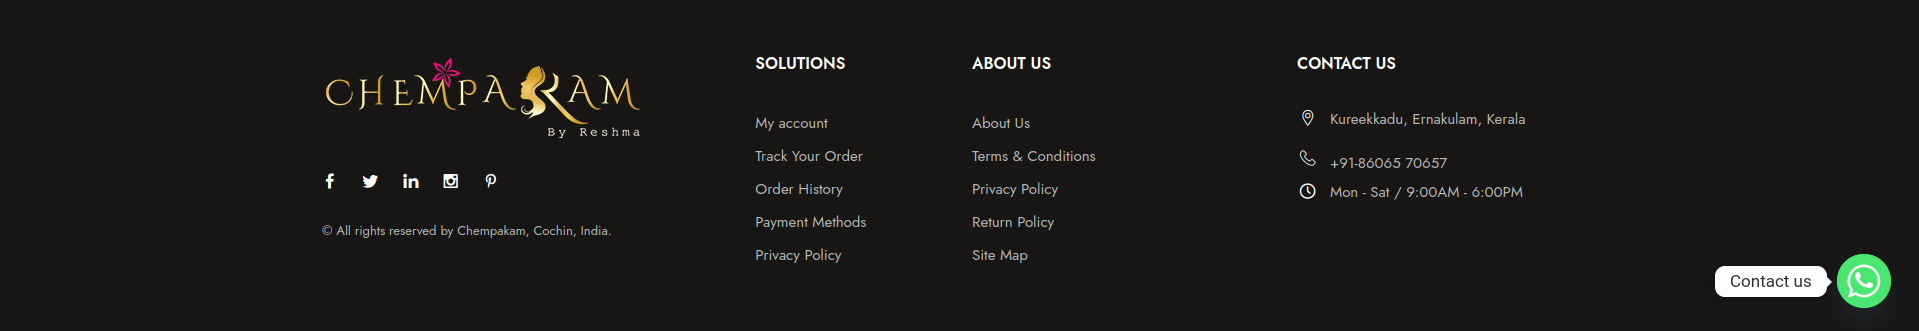 CHEMPAKAM
By Reshma
© All rights reserved by Chempakam, Cochin, India.
SOLUTIONS
My account
Track Your Order
Order History
Payment Methods
Privacy Policy
ABOUT US
About Us
Terms & Conditions
Privacy Policy
Return Policy
Site Map
CONTACT US
Kureekkadu, Ernakulam, Kerala
+91-86065 70657
Mon - Sat / 9:00AM - 6:00PM
Contact us